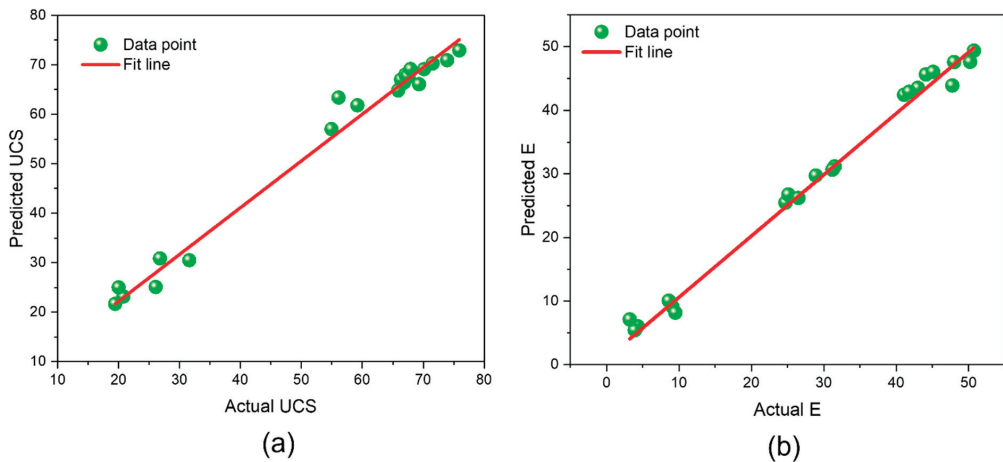 80
70
60
50
40
30
20
10
Predicted UCS
Data point
Fit line
10 20 30 40 50 60 70 80
Actual UCS
(a)
50
40
30
20
10
0
Predicted E
Data point
Fit line
0 10 20 30 40 50
Actual E
(b)